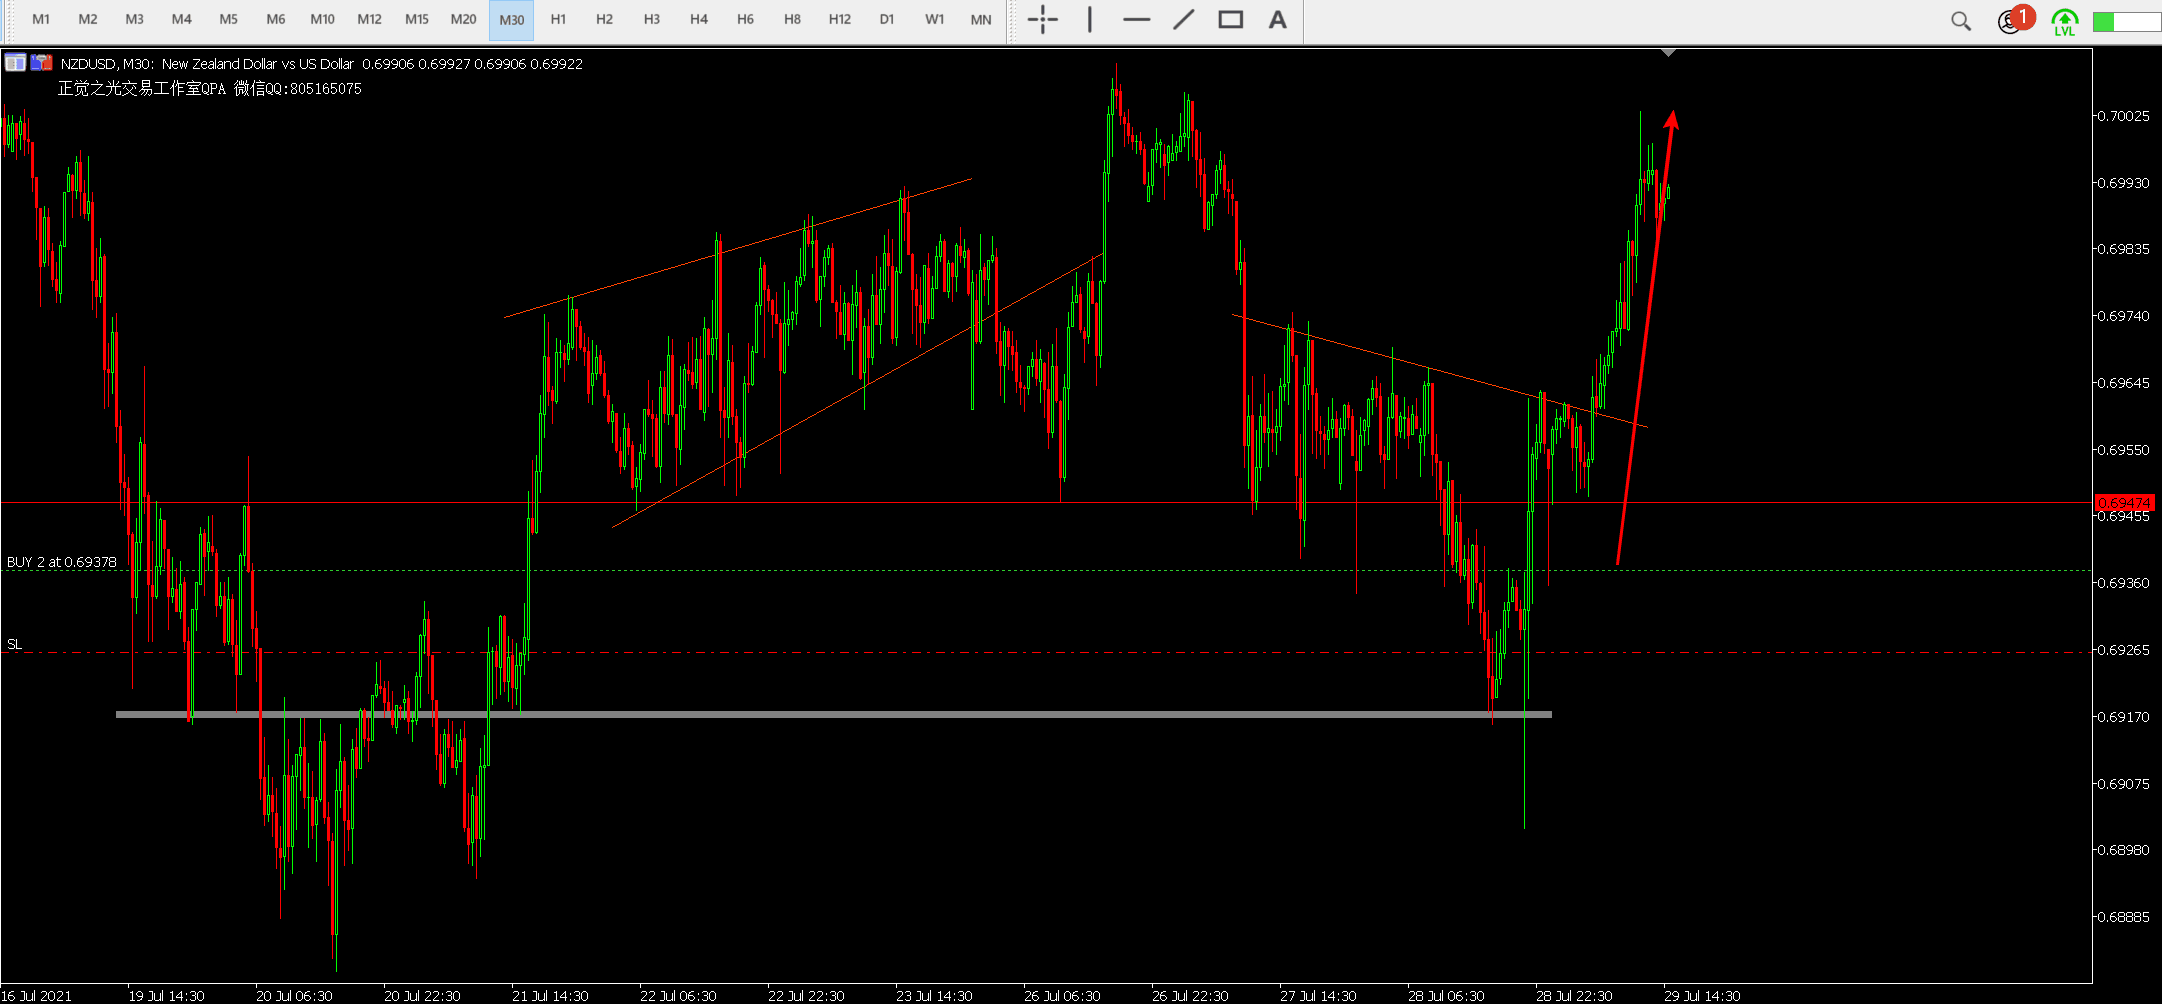 M1 M2 M3 M4 M5 M6 M10 M12 M15 M20 M30 H1 H2 H3 H4 H6 H8 H12 D1 W1 MN A 1 LVL
NZDUSD, M30: New Zealand Dollar vs US Dollar 0.69906 0.69927 0.69906 0.69922
正觉之光交易工作室QPA 微信QQ:805165075
0.70025
0.69930
0.69835
0.69740
0.69645
0.69550
0.69474
0.69455
BUY 2 at 0.69378
0.69360
SL
0.69265
0.69170
0.69075
0.68980
0.68885
16 Jul 2021 19 Jul 14:30 20 Jul 06:30 20 Jul 22:30 21 Jul 14:30 22 Jul 06:30 22 Jul 22:30 23 Jul 14:30 26 Jul 06:30 26 Jul 22:30 27 Jul 14:30 28 Jul 06:30 28 Jul 22:30 29 Jul 14:30